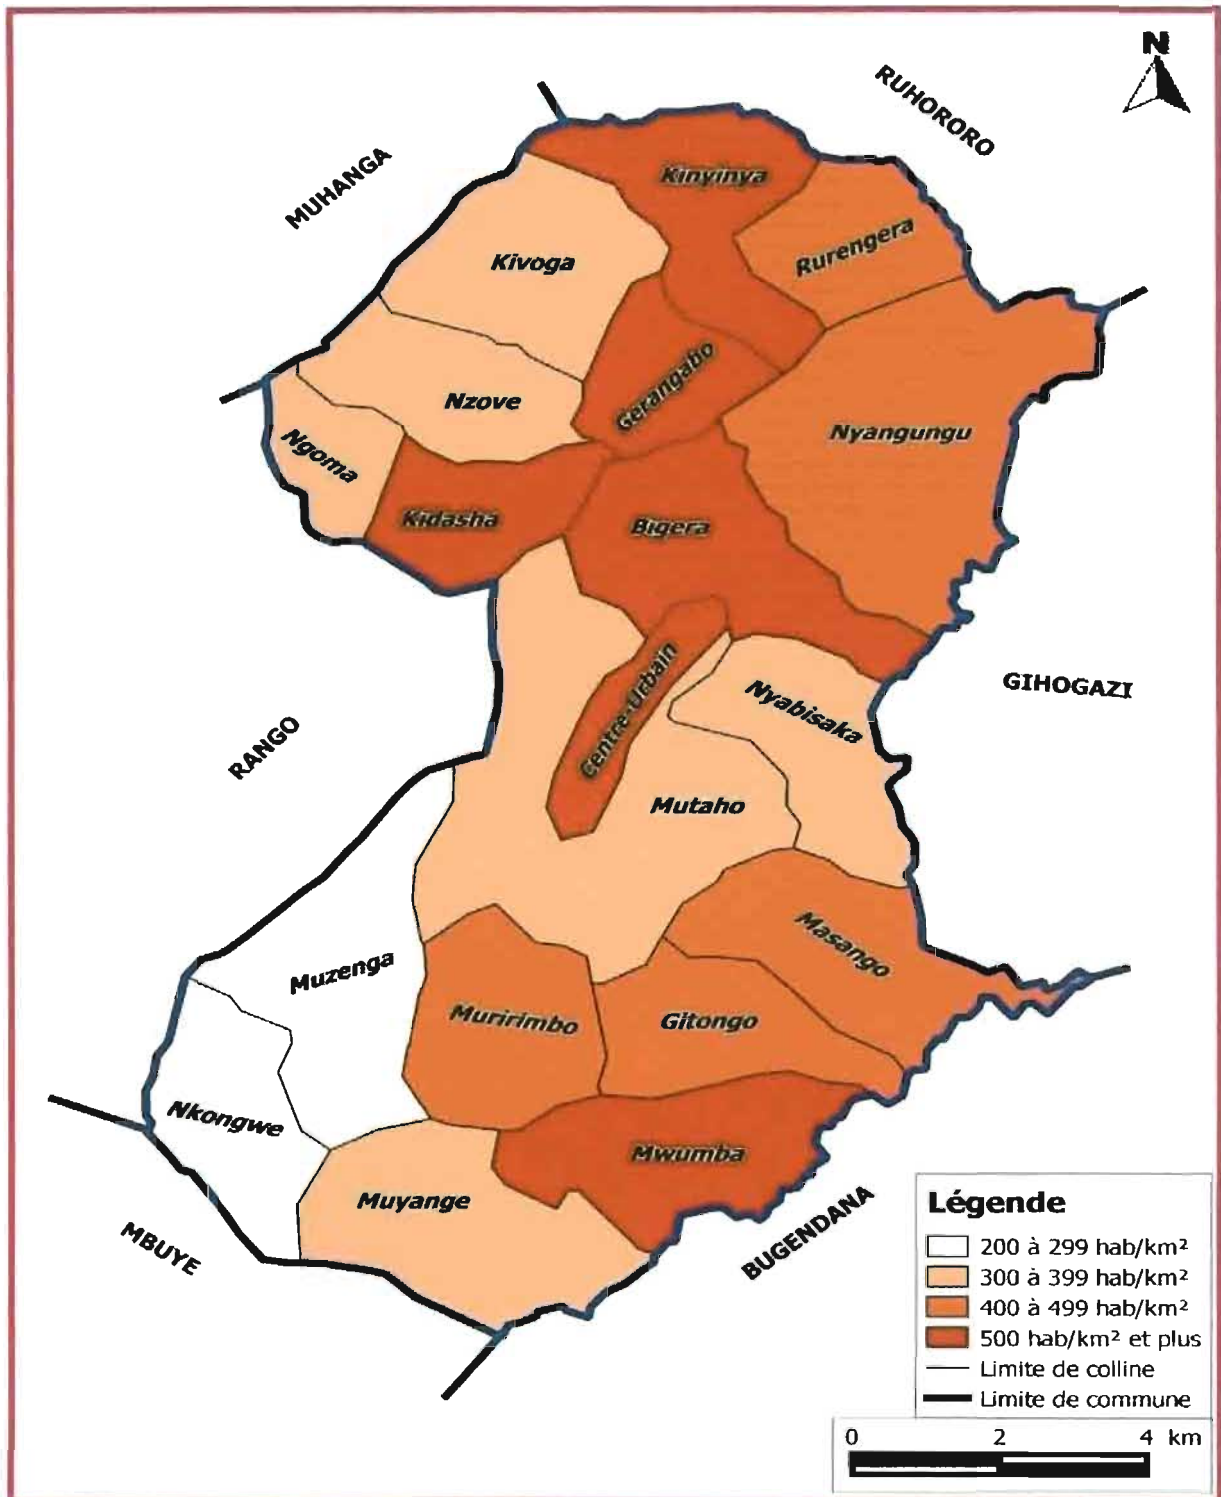 N
RUHORORO
MUHANGA
Kinyinya
Rurengera
Kivoga
Gerangabo
Nzove
Nyangungu
Ngoma
Kidasha
Bigera
GIHOGAZI
Nyabisaka
Centre-Urbain
RANGO
Mutaho
Masango
Muzenga
Muririmbo
Gitongo
Nkongwe
Mwumba
Muyange
MBUYE
BUGENDANA
Légende
200 à 299 hab/km²
300 à 399 hab/km²
400 à 499 hab/km²
500 hab/km² et plus
Limite de colline
Limite de commune
0 2 4 km